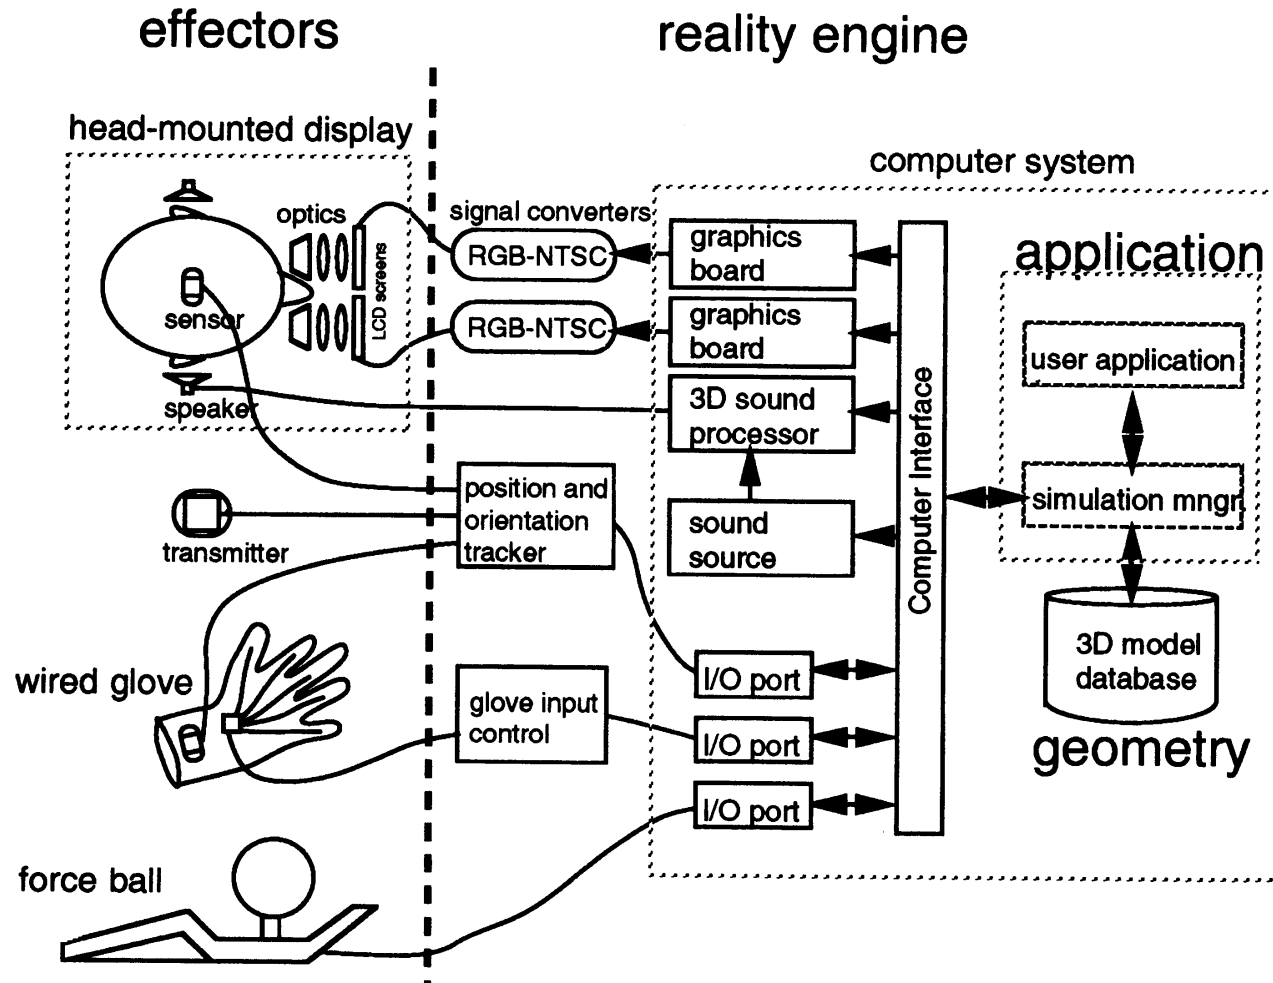 effectors
reality engine
head-mounted display
computer system
optics
signal converters
LCD screens
RGB-NTSC
graphics
board
application
sensor
RGB-NTSC
graphics
board
user application
speaker
3D sound
processor
Computer Interface
position and
orientation
tracker
simulation mngr
transmitter
sound
source
wired glove
I/O port
3D model
database
glove input
control
I/O port
geometry
I/O port
force ball